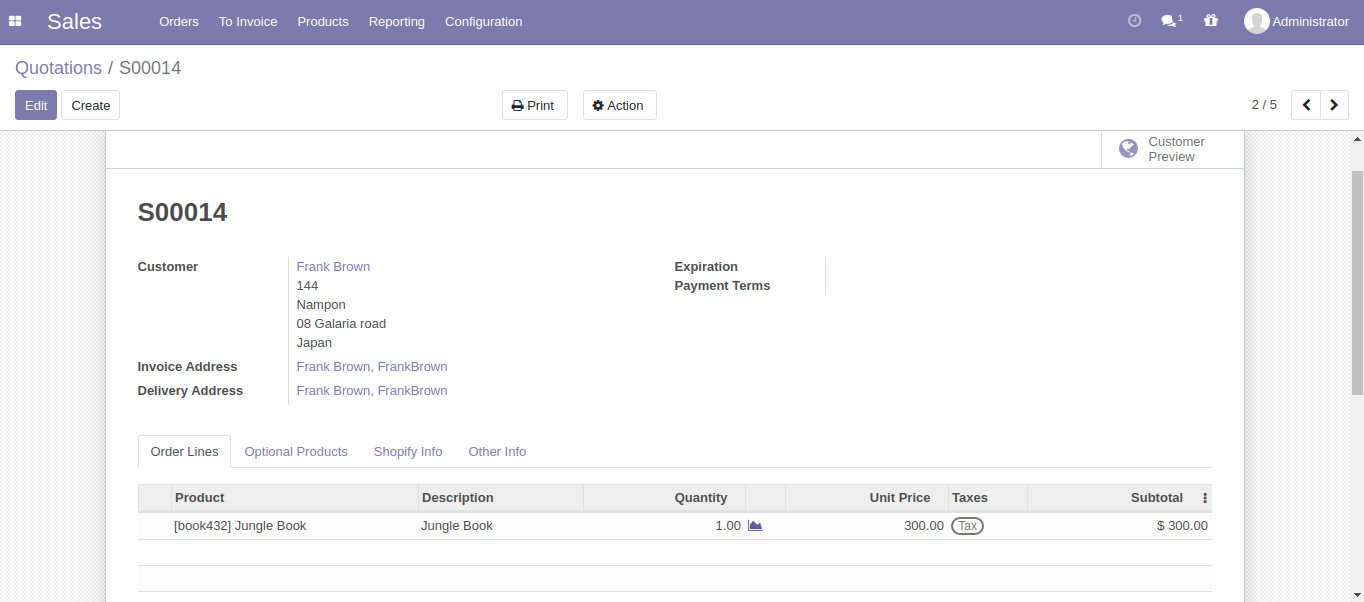 Sales Orders To Invoice Products Reporting Configuration 1 Administrator
Quotations / S00014
Edit Create Print Action 2 / 5
Customer
Preview
S00014
Customer Frank Brown Expiration
144 Payment Terms
Nampon
08 Galaria road
Japan
Invoice Address Frank Brown, FrankBrown
Delivery Address Frank Brown, FrankBrown
Order Lines Optional Products Shopify Info Other Info
Product Description Quantity Unit Price Taxes Subtotal
[book432] Jungle Book Jungle Book 1.00 300.00 Tax $ 300.00